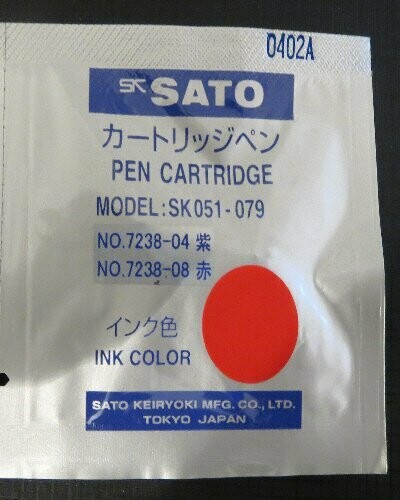 0402A
SK SATO
カートリッジペン
PEN CARTRIDGE
MODEL:SK051-079
NO.7238-04 紫
NO.7238-08 赤
インク色
INK COLOR
SATO KEIRYOKI MFG. CO., LTD.
TOKYO JAPAN